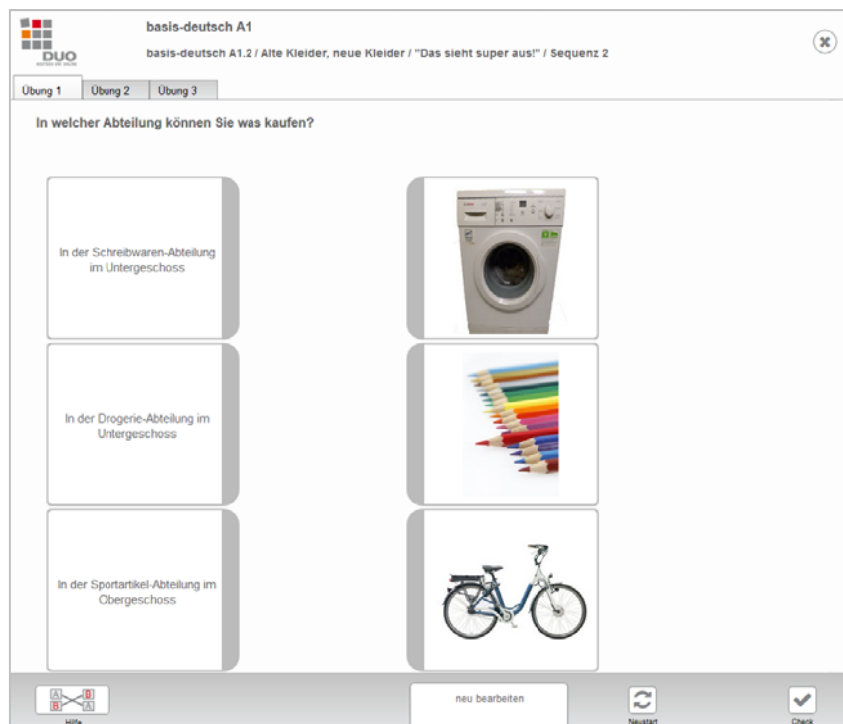 basis-deutsch A1
basis-deutsch A1.2 / Alte Kleider, neue Kleider / "Das sieht super aus!" / Sequenz 2
DUO
Übung 1
Übung 2
Übung 3
In welcher Abteilung können Sie was kaufen?
In der Schreibwaren-Abteilung
im Untergeschoss
In der Drogerie-Abteilung im
Untergeschoss
In der Sportartikel-Abteilung im
Obergeschoss
A B
B A
Hilfe
neu bearbeiten
Neustart
Check